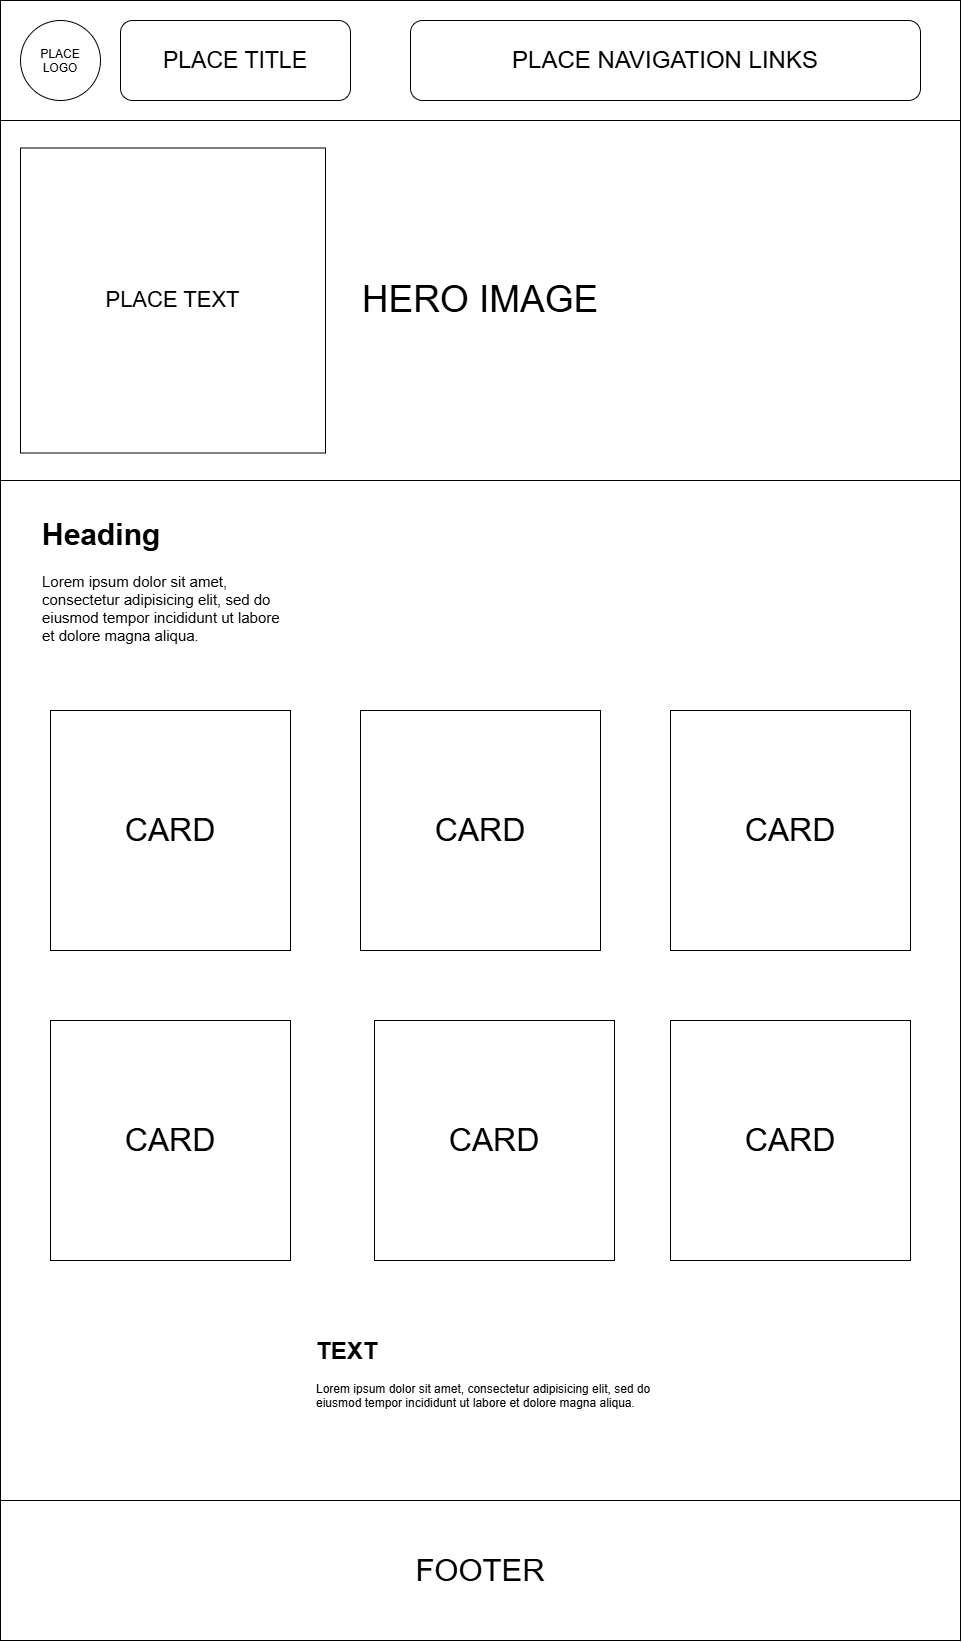 PLACE
LOGO
PLACE TITLE
PLACE NAVIGATION LINKS
PLACE TEXT
HERO IMAGE
Heading
Lorem ipsum dolor sit amet,
consectetur adipisicing elit, sed do
eiusmod tempor incididunt ut labore
et dolore magna aliqua.
CARD
CARD
CARD
CARD
CARD
CARD
TEXT
Lorem ipsum dolor sit amet, consectetur adipisicing elit, sed do
eiusmod tempor incididunt ut labore et dolore magna aliqua.
FOOTER